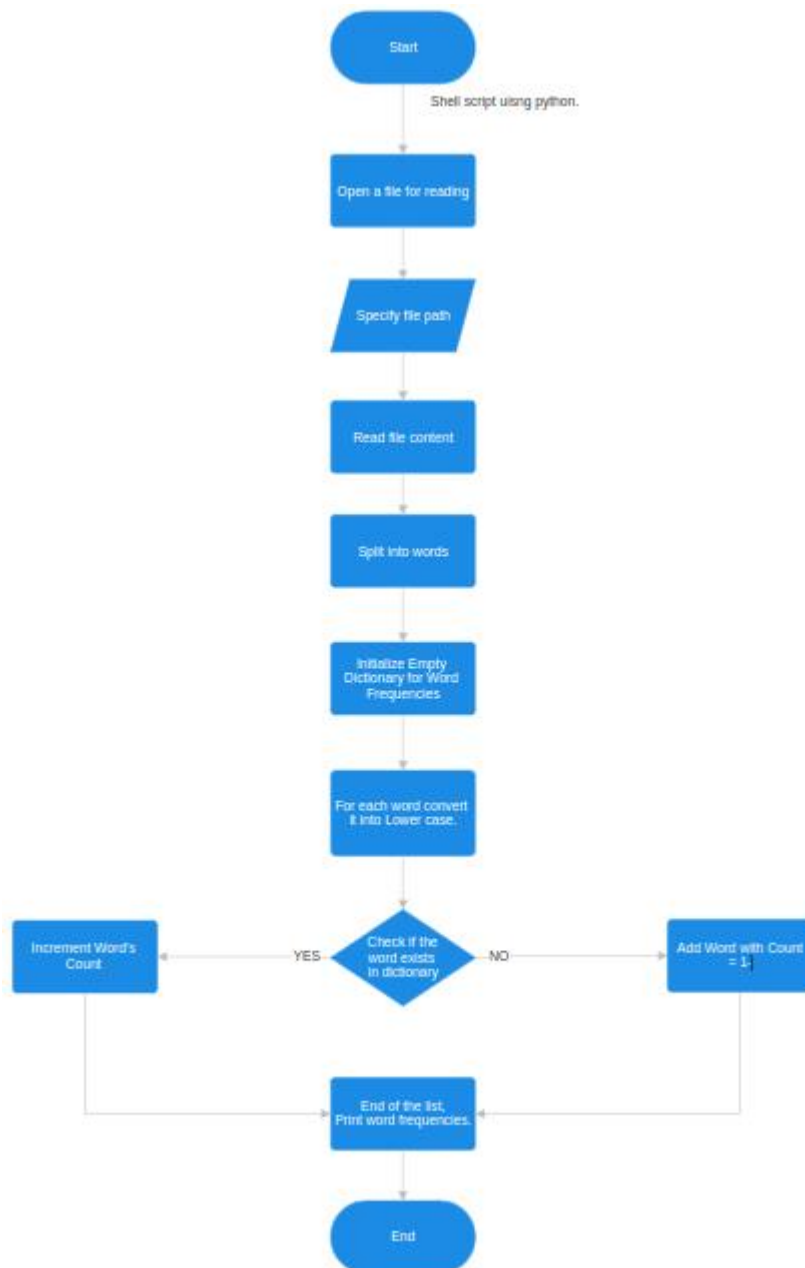 Start
Shell script uisng python.
Open a file for reading
Specify file path
Read file content
Split into words
Initialize Empty
Dictionary for Word
Frequencies
For each word convert
it into Lower case.
Increment Word's
Count
YES
Check if the
word exists
in dictionary
NO
Add Word with Count
= 1
End of the list,
Print word frequencies.
End